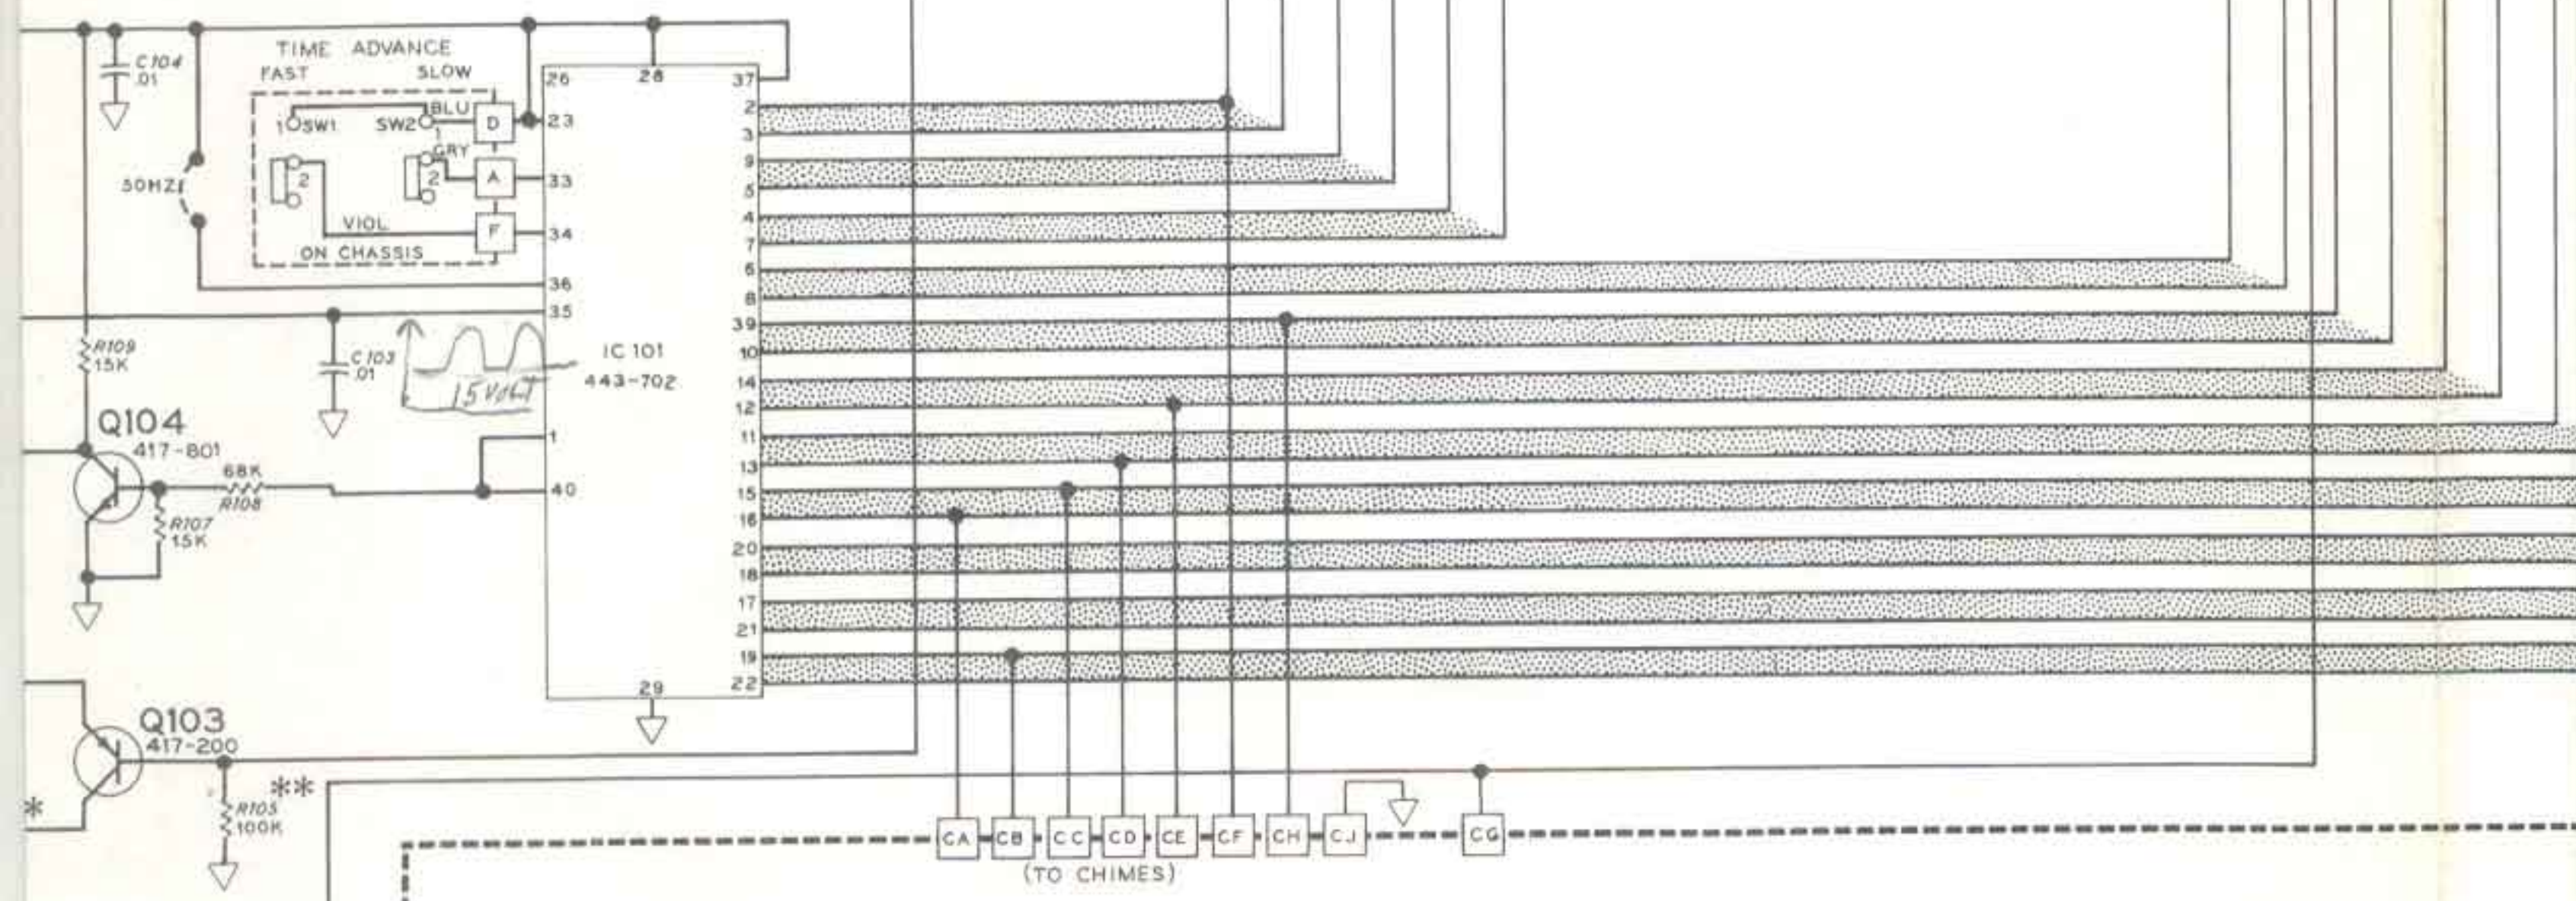 TIME ADVANCE
FAST SLOW
C104
.01
BLU
1 SW1 SW2 1 D
GRY
2 2 A
VIOL F
ON CHASSIS
50HZ
26 28 37
23
33
34
36
35
1
40
29
2
3
9
5
4
7
6
8
39
10
14
12
11
13
15
16
20
18
17
21
19
22
IC 101
443-702
15 Volt
C103
.01
R109
15K
Q104
417-801
68K
R108
R107
15K
Q103
417-200
**
*
R105
100K
CA CB CC CD CE CF CH CJ CG
(TO CHIMES)